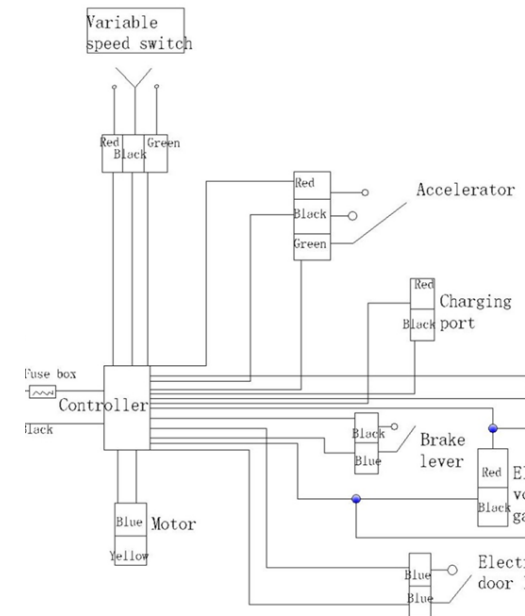 Variable
speed switch
Red
Black
Green
Red
Black
Green
Accelerator
Red
Black
Charging
port
Fuse box
Controller
Black
Blue
Brake
lever
Red
Black
Blue
Yellow
Motor
Blue
Blue
door